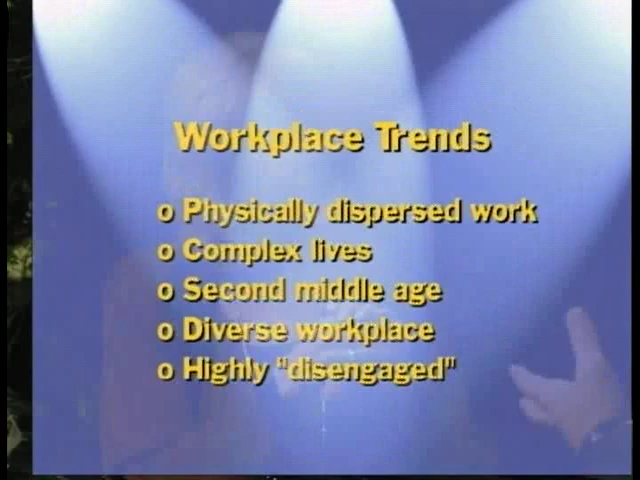 Workplace Trends
o Physically dispersed work
o Complex lives
o Second middle age
o Diverse workplace
o Highly "disengaged"